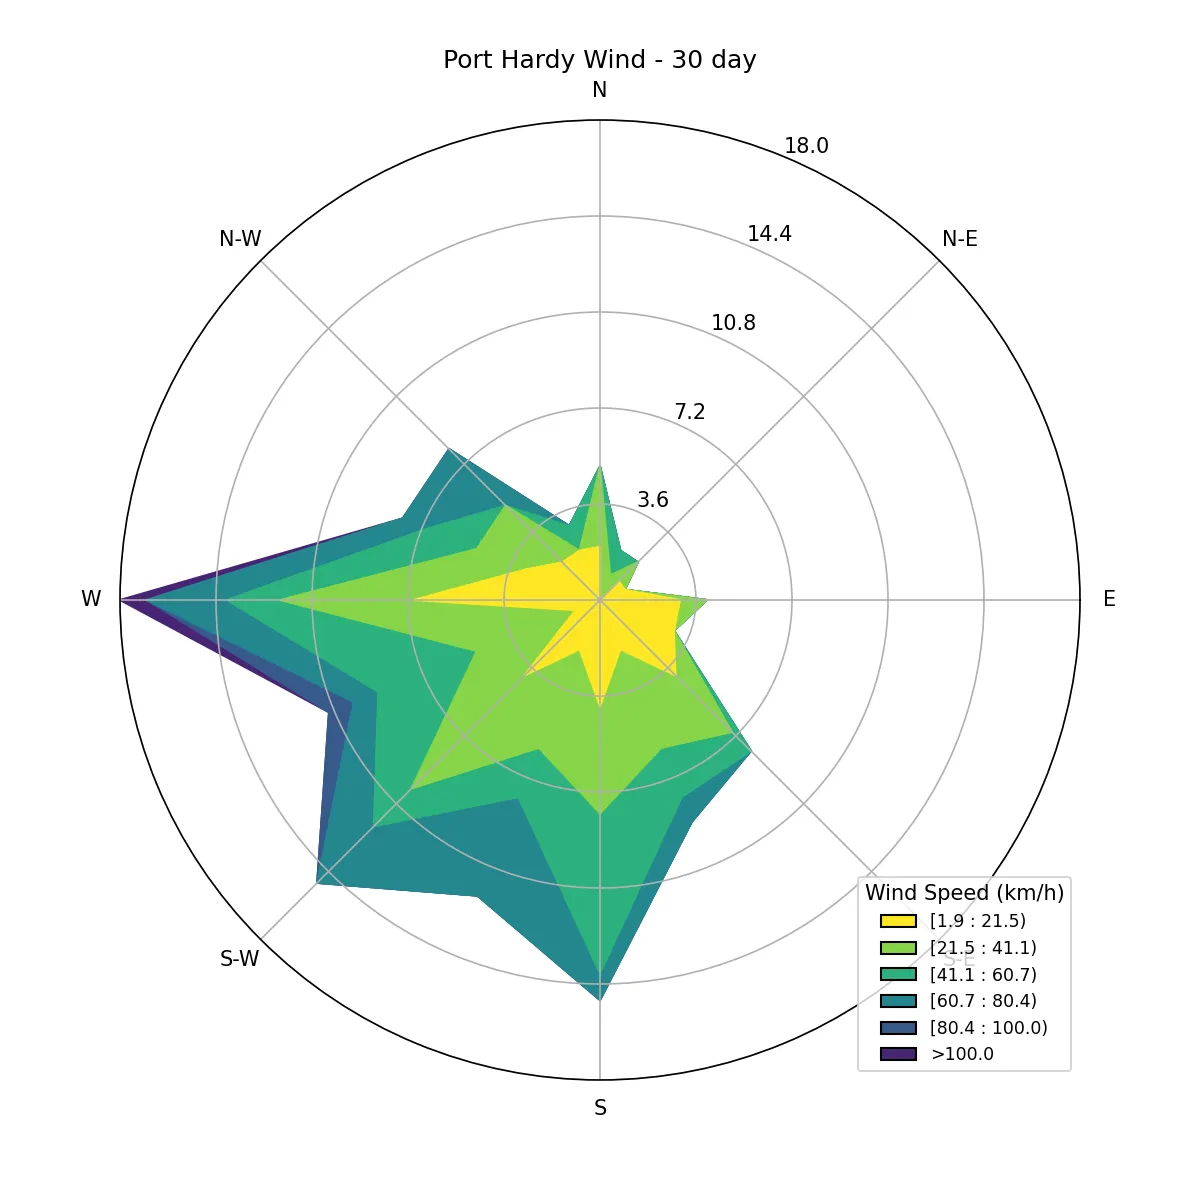 Port Hardy Wind - 30 day
N
18.0
14.4
N-W
N-E
10.8
7.2
3.6
W
E
Wind Speed (km/h)
[1.9 : 21.5)
[21.5 : 41.1)
S-W
S-E
[41.1 : 60.7)
[60.7 : 80.4)
[80.4 : 100.0)
>100.0
S